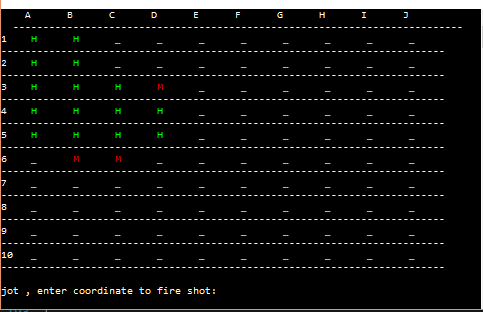 A B C D E F G H I J
------------------------------------------------------------------------
1 H H _ _ _ _ _ _ _ _
------------------------------------------------------------------------
2 H H _ _ _ _ _ _ _ _
------------------------------------------------------------------------
3 H H H M _ _ _ _ _ _
------------------------------------------------------------------------
4 H H H H _ _ _ _ _ _
------------------------------------------------------------------------
5 H H H H _ _ _ _ _ _
------------------------------------------------------------------------
6 _ M M _ _ _ _ _ _ _
------------------------------------------------------------------------
7 _ _ _ _ _ _ _ _ _ _
------------------------------------------------------------------------
8 _ _ _ _ _ _ _ _ _ _
------------------------------------------------------------------------
9 _ _ _ _ _ _ _ _ _ _
------------------------------------------------------------------------
10 _ _ _ _ _ _ _ _ _ _
------------------------------------------------------------------------
jot , enter coordinate to fire shot: